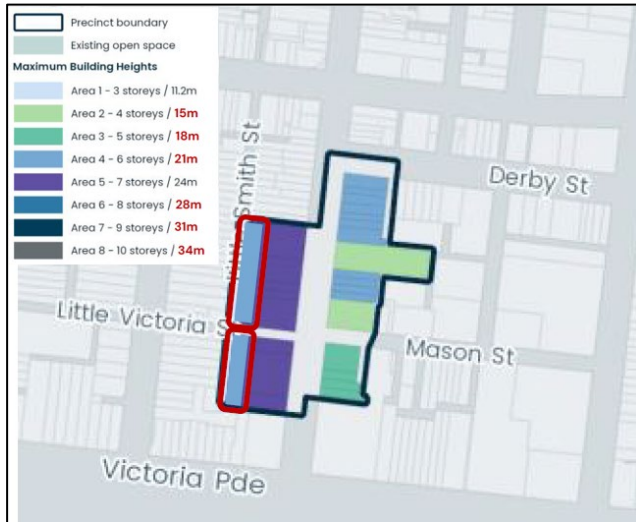 Precinct boundary
Existing open space
Maximum Building Heights
Area 1 - 3 storeys / 11.2m
Area 2 - 4 storeys / 15m
Area 3 - 5 storeys / 18m
Area 4 - 6 storeys / 21m
Area 5 - 7 storeys / 24m
Area 6 - 8 storeys / 28m
Area 7 - 9 storeys / 31m
Area 8 - 10 storeys / 34m
Smith St
Derby St
Little Victoria S
Mason St
Victoria Pde